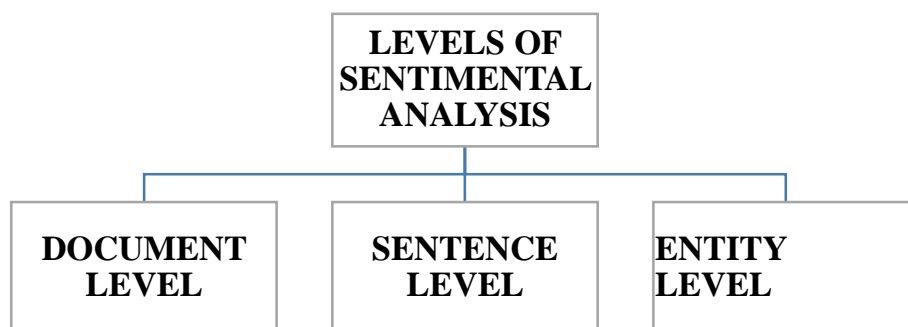 LEVELS OF
SENTIMENTAL
ANALYSIS
DOCUMENT
LEVEL
SENTENCE
LEVEL
ENTITY
LEVEL